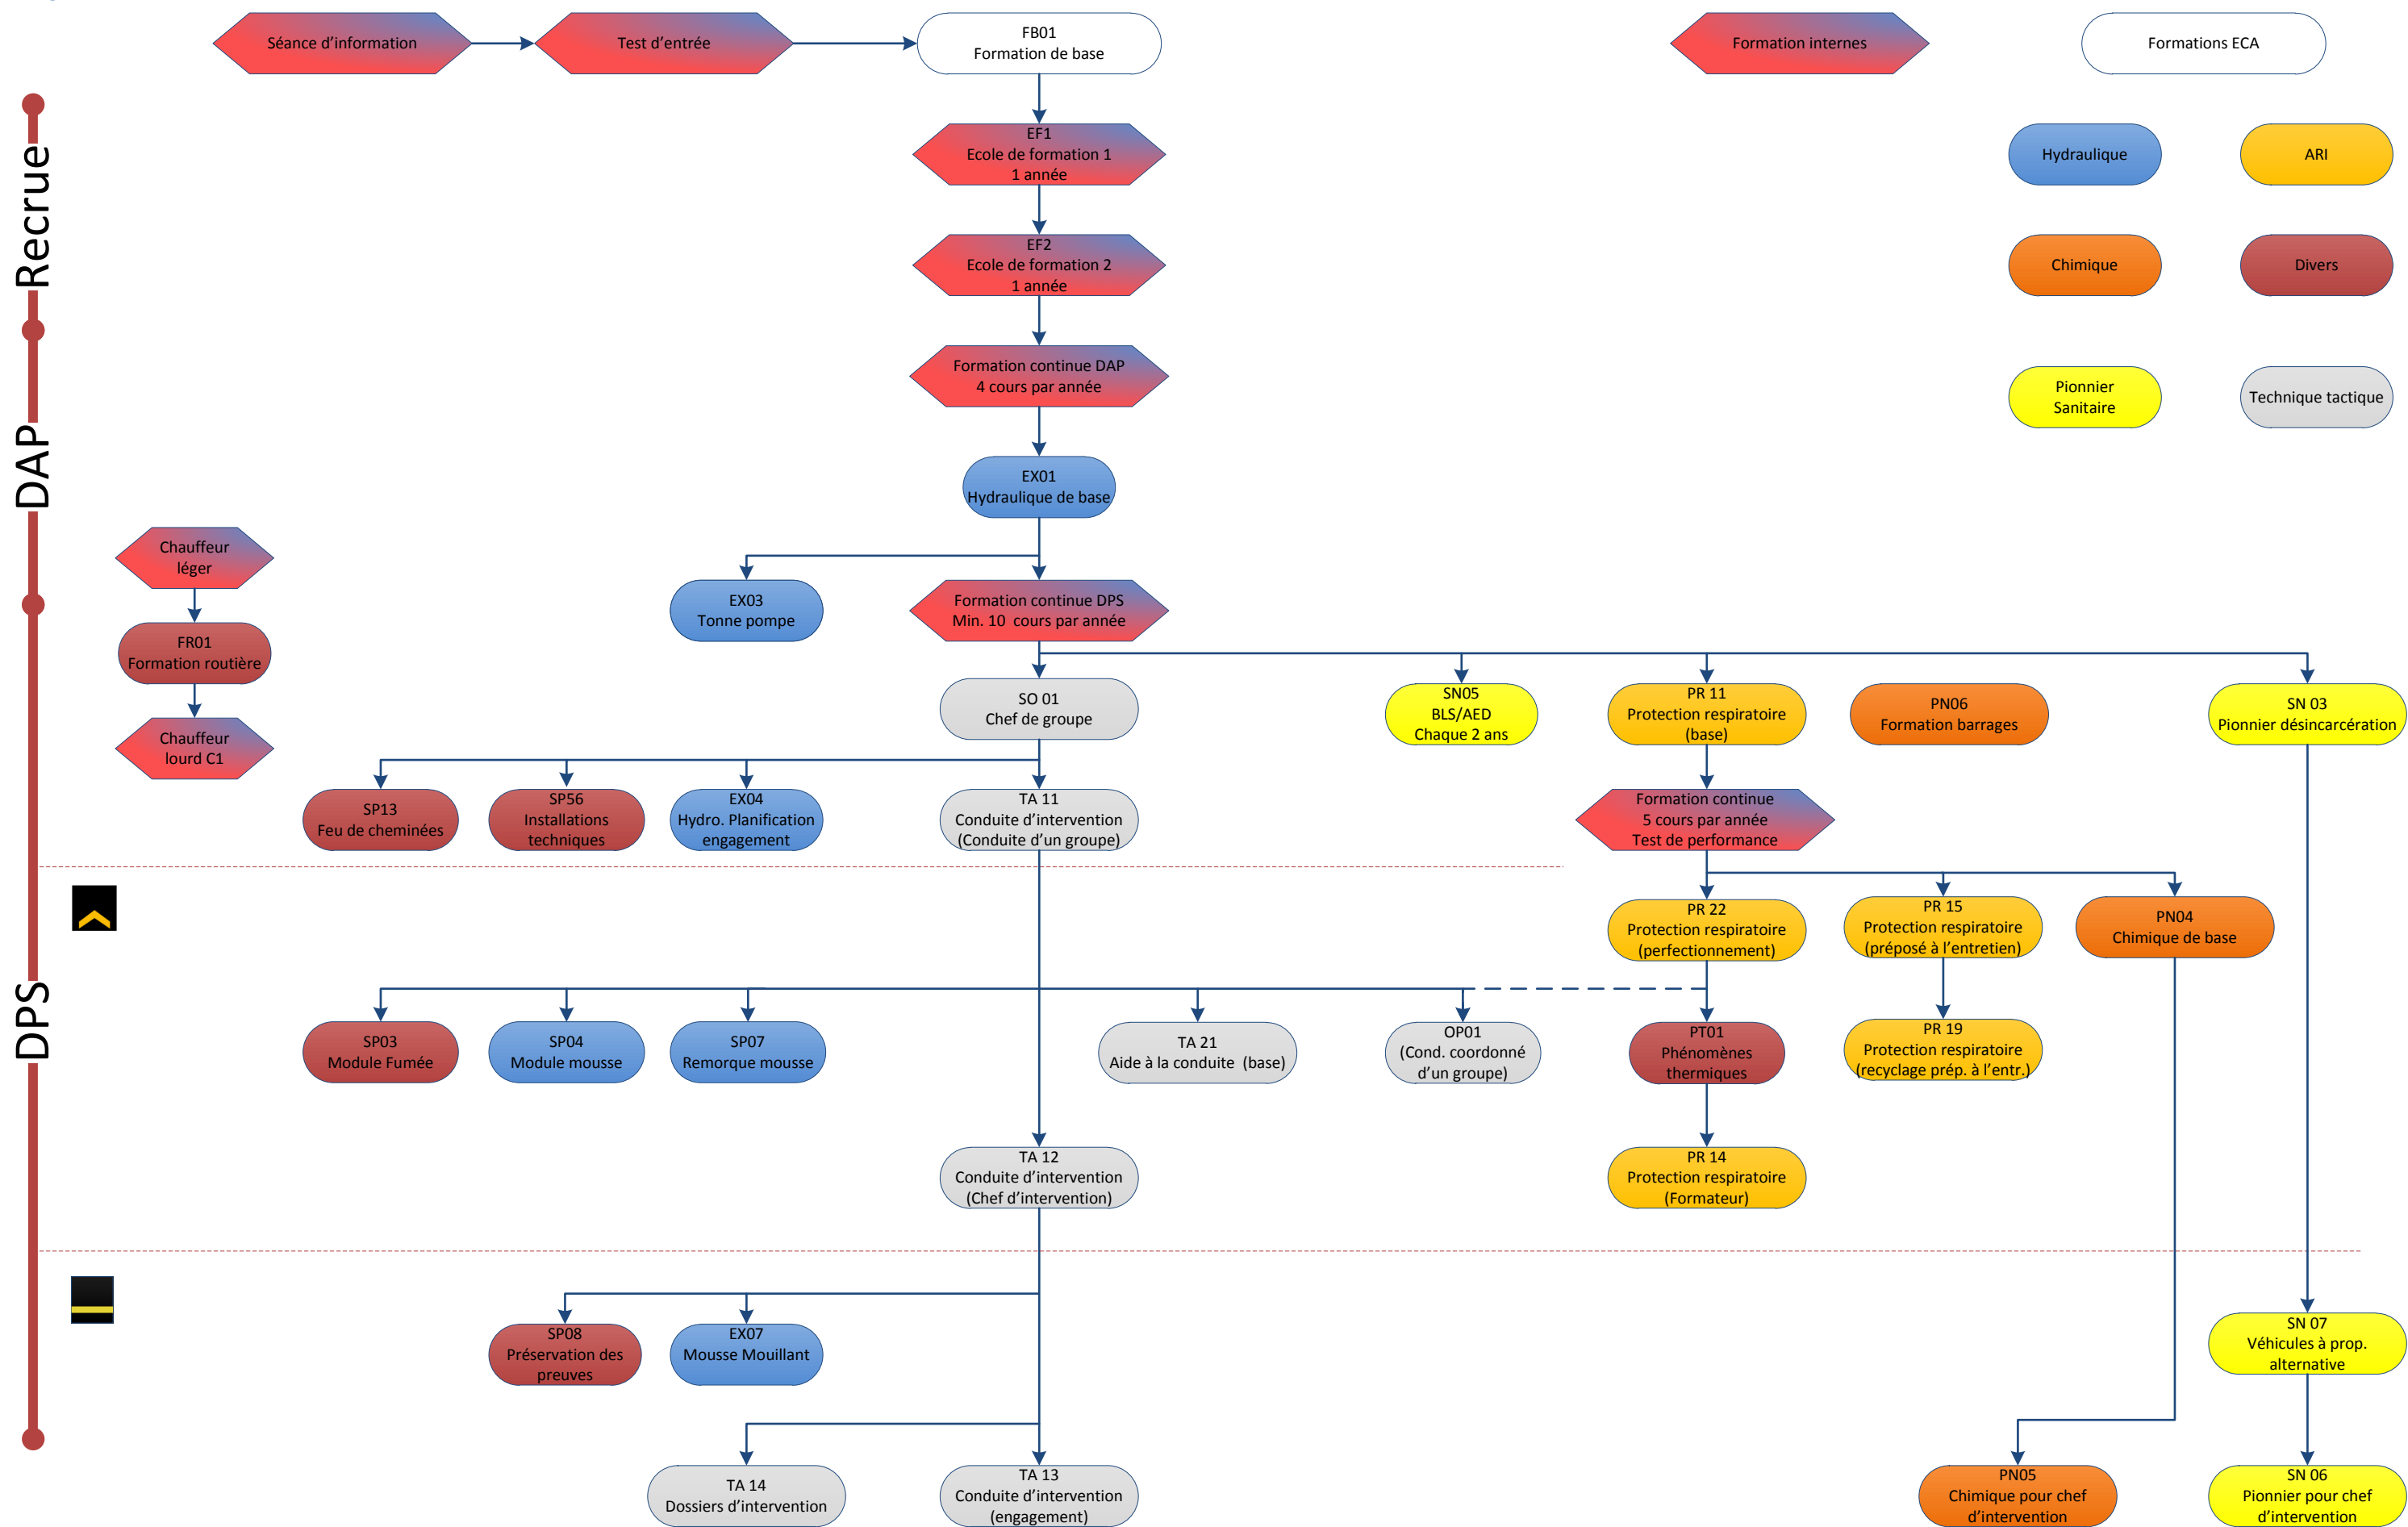 Séance d’information
Test d’entrée
FB01
Formation de base
Formation internes
Formations ECA
Recrue
EF1
Ecole de formation 1
1 année
Hydraulique
ARI
EF2
Ecole de formation 2
1 année
Chimique
Divers
Formation continue DAP
4 cours par année
Pionnier
Sanitaire
Technique tactique
DAP
EX01
Hydraulique de base
Chauffeur
léger
EX03
Tonne pompe
Formation continue DPS
Min. 10  cours par année
FR01
Formation routière
SO 01
Chef de groupe
SN05
BLS/AED
Chaque 2 ans
PR 11
Protection respiratoire
(base)
PN06
Formation barrages
SN 03
Pionnier désincarcération
Chauffeur
lourd C1
SP13
Feu de cheminées
SP56
Installations
techniques
EX04
Hydro. Planification
engagement
TA 11
Conduite d’intervention
(Conduite d’un groupe)
Formation continue
5 cours par année
Test de performance
PR 22
Protection respiratoire
(perfectionnement)
PR 15
Protection respiratoire
(préposé à l’entretien)
PN04
Chimique de base
DPS
SP03
Module Fumée
SP04
Module mousse
SP07
Remorque mousse
TA 21
Aide à la conduite  (base)
OP01
(Cond. coordonné
d’un groupe)
PT01
Phénomènes
thermiques
PR 19
Protection respiratoire
(recyclage prép. à l’entr.)
TA 12
Conduite d’intervention
(Chef d’intervention)
PR 14
Protection respiratoire
(Formateur)
SP08
Préservation des
preuves
EX07
Mousse Mouillant
SN 07
Véhicules à prop.
alternative
TA 14
Dossiers d’intervention
TA 13
Conduite d’intervention
(engagement)
PN05
Chimique pour chef
d’intervention
SN 06
Pionnier pour chef
d’intervention